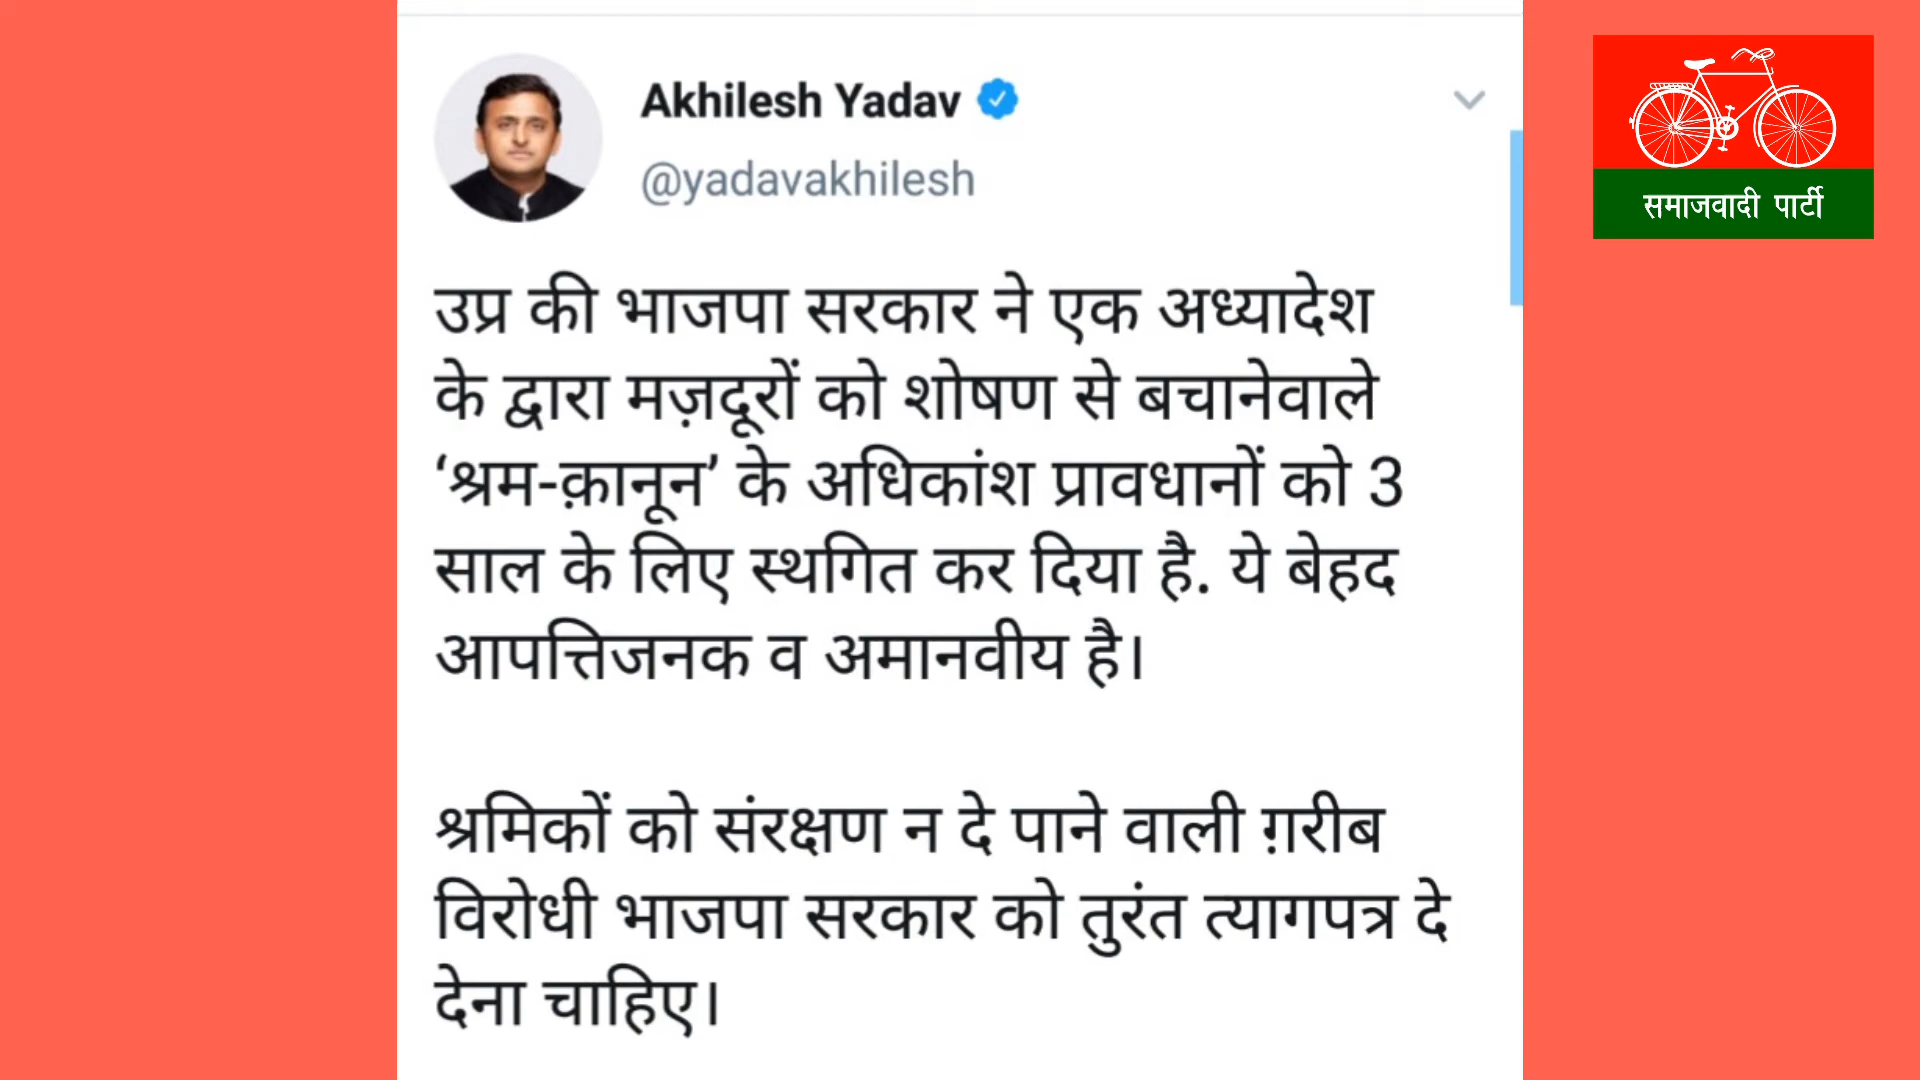 Akhilesh Yadav
@yadavakhilesh
समाजवादी पार्टी
उप्र की भाजपा सरकार ने एक अध्यादेश
के द्वारा मज़दूरों को शोषण से बचानेवाले
‘श्रम-क़ानून’ के अधिकांश प्रावधानों को 3
साल के लिए स्थगित कर दिया है. ये बेहद
आपत्तिजनक व अमानवीय है।
श्रमिकों को संरक्षण न दे पाने वाली ग़रीब
विरोधी भाजपा सरकार को तुरंत त्यागपत्र दे
देना चाहिए।